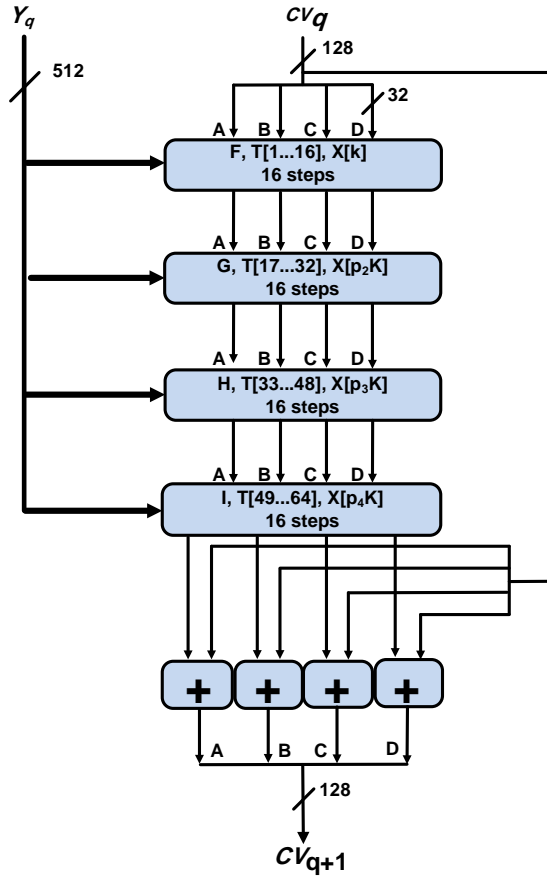 Yq
CVq
512
128
32
A B C D
F, T[1...16], X[k]
16 steps
A B C D
G, T[17...32], X[p2K]
16 steps
A B C D
H, T[33...48], X[p3K]
16 steps
A B C D
I, T[49...64], X[p4K]
16 steps
+ + + +
A B C D
128
CVq+1